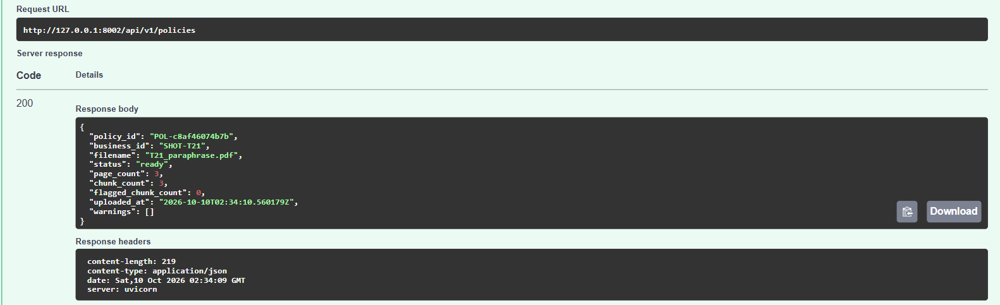 Request URL
http://127.0.0.1:8002/api/v1/policies
Server response
Code Details
200
Response body
{
  "policy_id": "POL-c8af46074b7b",
  "business_id": "SHOT-T21",
  "filename": "T21_paraphrase.pdf",
  "status": "ready",
  "page_count": 3,
  "chunk_count": 3,
  "flagged_chunk_count": 0,
  "uploaded_at": "2026-10-10T02:34:10.560179Z",
  "warnings": []
}
Download
Response headers
content-length: 219
content-type: application/json
date: Sat,10 Oct 2026 02:34:09 GMT
server: uvicorn